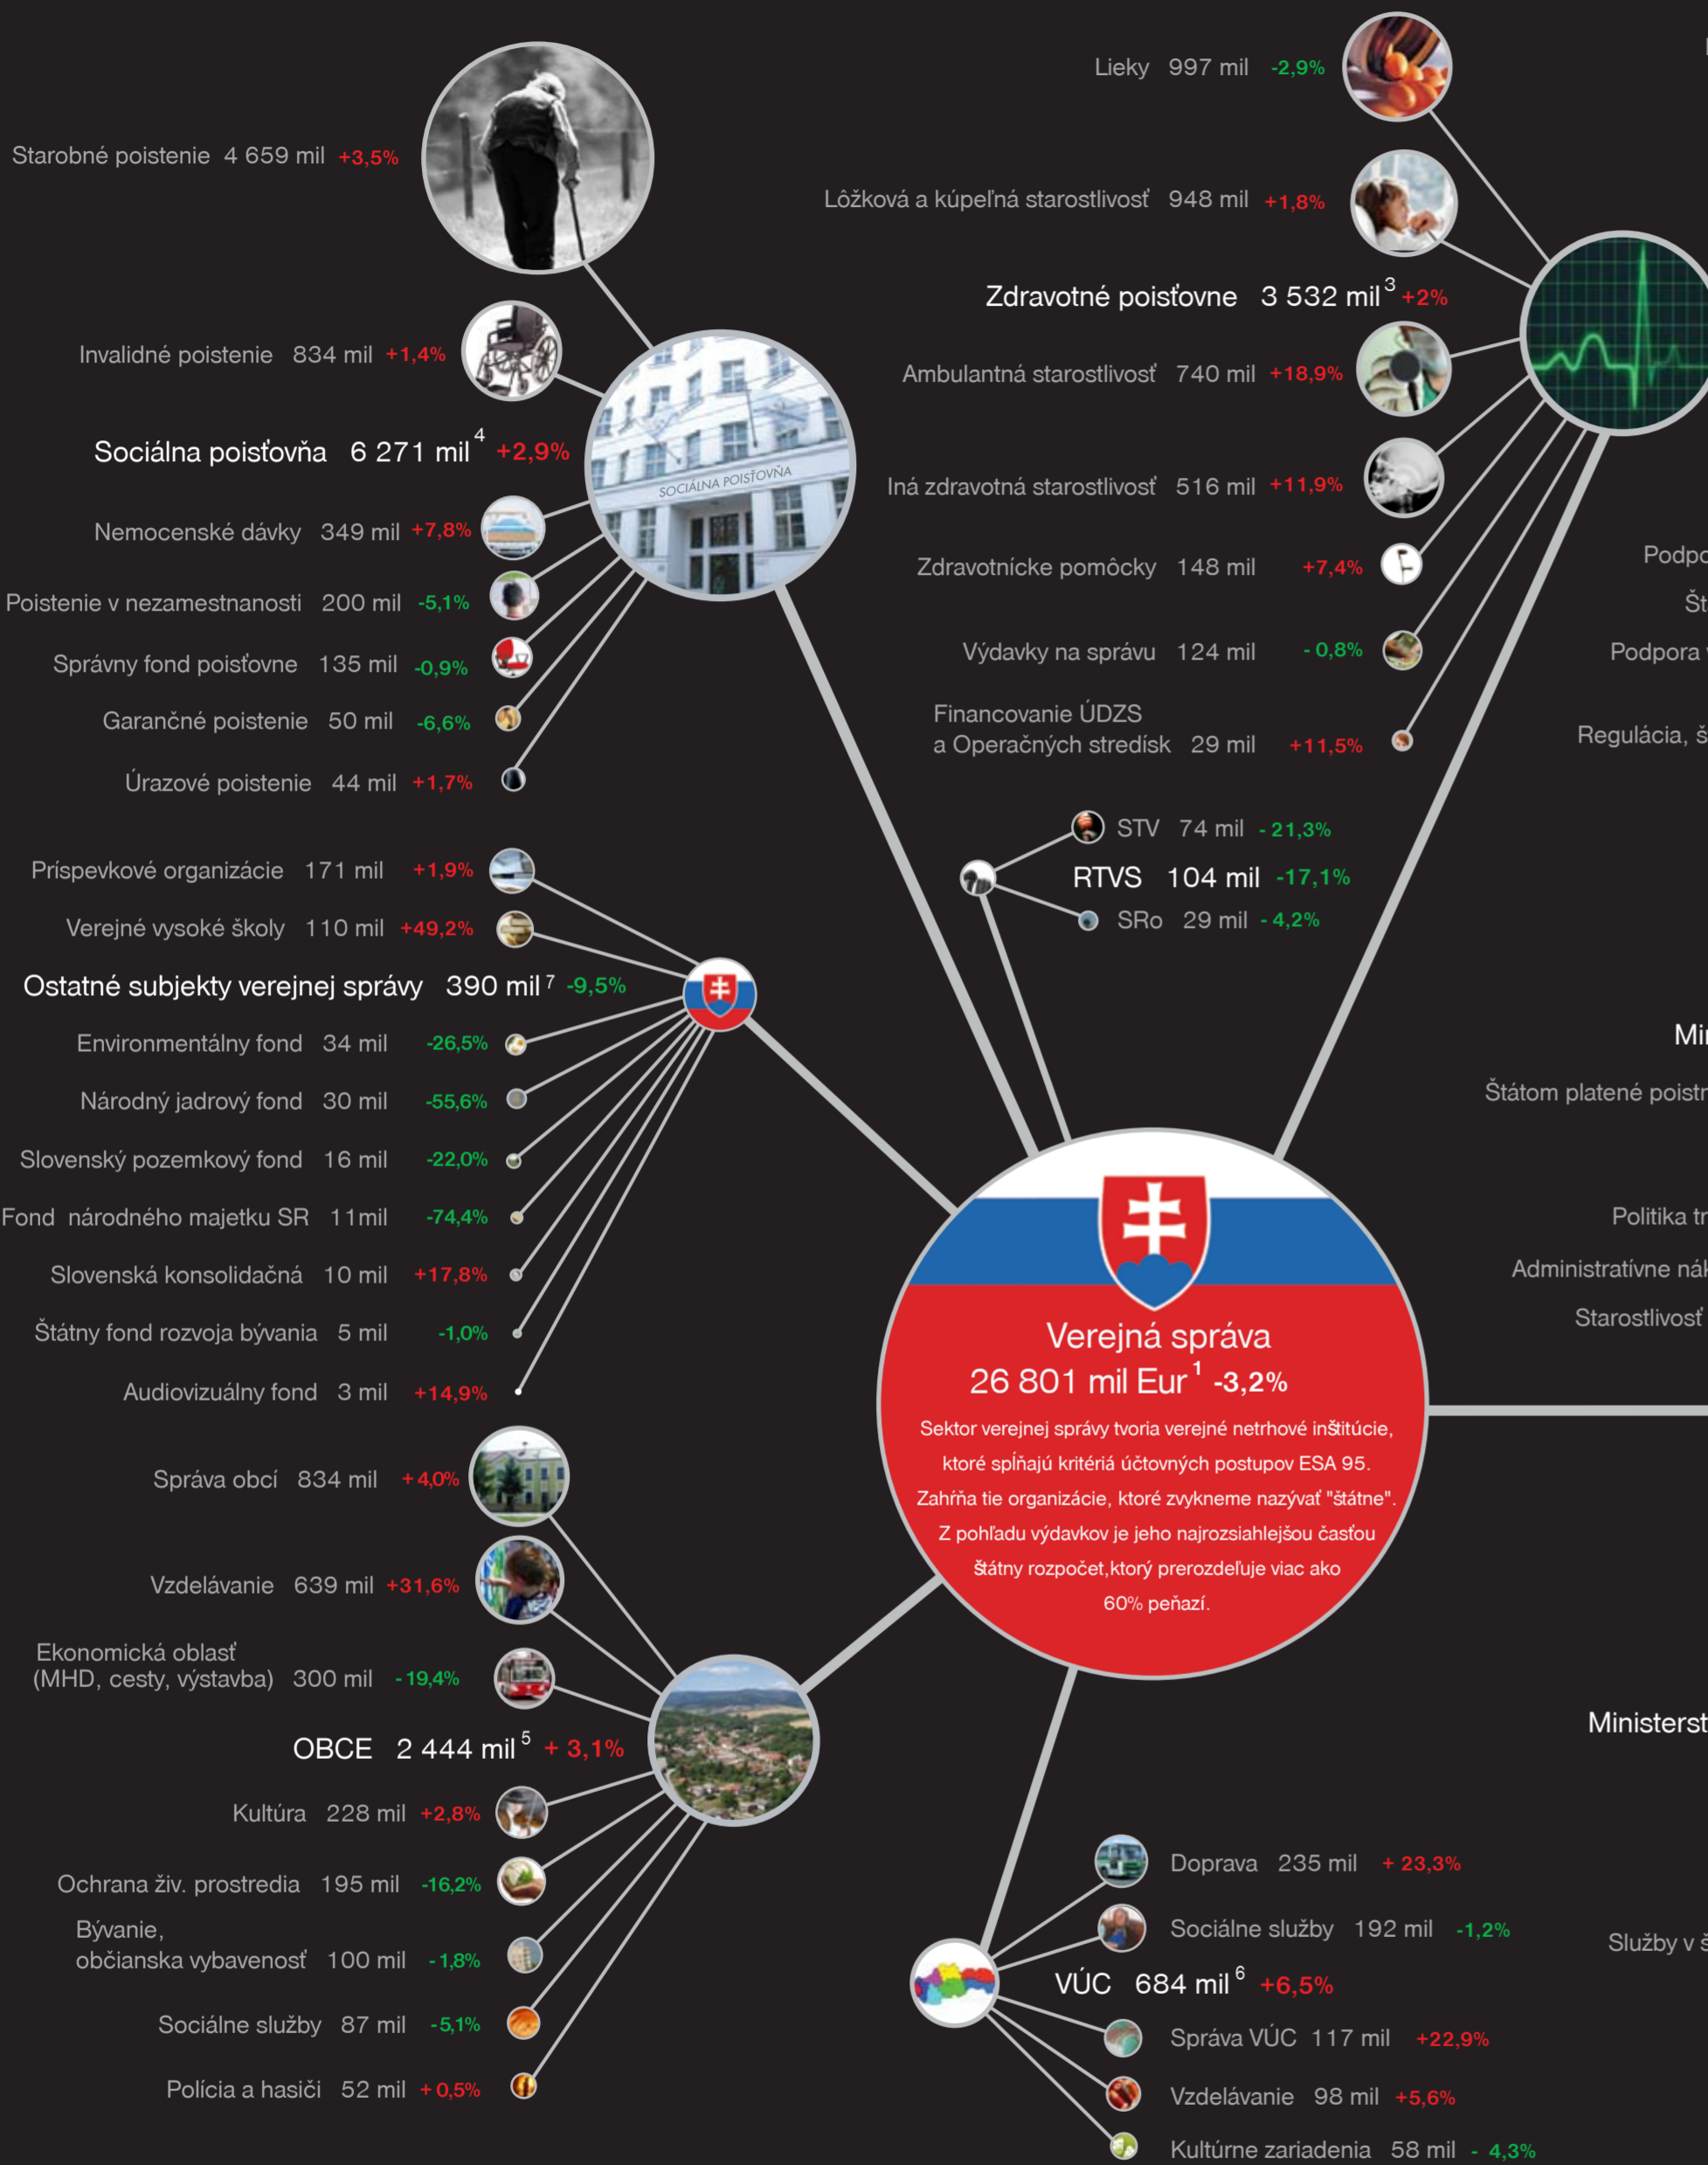 Starobné poistenie 4 659 mil +3,5%
Invalidné poistenie 834 mil +1,4%
Sociálna poisťovňa 6 271 mil 4 +2,9%
SOCIÁLNA POISŤOVŇA
Nemocenské dávky 349 mil +7,8%
Poistenie v nezamestnanosti 200 mil -5,1%
Správny fond poisťovne 135 mil -0,9%
Garančné poistenie 50 mil -6,6%
Úrazové poistenie 44 mil +1,7%
Lieky 997 mil -2,9%
Lôžková a kúpeľná starostlivosť 948 mil +1,8%
Zdravotné poisťovne 3 532 mil 3 +2%
Ambulantná starostlivosť 740 mil +18,9%
Iná zdravotná starostlivosť 516 mil +11,9%
Zdravotnícke pomôcky 148 mil +7,4%
Výdavky na správu 124 mil - 0,8%
Financovanie ÚDZS
a Operačných stredísk 29 mil +11,5%
STV 74 mil - 21,3%
RTVS 104 mil -17,1%
SRo 29 mil - 4,2%
Príspevkové organizácie 171 mil +1,9%
Verejné vysoké školy 110 mil +49,2%
Ostatné subjekty verejnej správy 390 mil 7 -9,5%
Environmentálny fond 34 mil -26,5%
Národný jadrový fond 30 mil -55,6%
Slovenský pozemkový fond 16 mil -22,0%
Fond národného majetku SR 11mil -74,4%
Slovenská konsolidačná 10 mil +17,8%
Štátny fond rozvoja bývania 5 mil -1,0%
Audiovizuálny fond 3 mil +14,9%
Verejná správa
26 801 mil Eur 1 -3,2%
Sektor verejnej správy tvoria verejné netrhové inštitúcie,
ktoré spĺňajú kritériá účtovných postupov ESA 95.
Zahŕňa tie organizácie, ktoré zvykneme nazývať "štátne".
Z pohľadu výdavkov je jeho najrozsiahlejšou časťou
štátny rozpočet,ktorý prerozdeľuje viac ako
60% peňazí.
Správa obcí 834 mil +4,0%
Vzdelávanie 639 mil +31,6%
Ekonomická oblasť
(MHD, cesty, výstavba) 300 mil -19,4%
OBCE 2 444 mil 5 + 3,1%
Kultúra 228 mil +2,8%
Ochrana živ. prostredia 195 mil -16,2%
Bývanie,
občianska vybavenosť 100 mil -1,8%
Sociálne služby 87 mil -5,1%
Polícia a hasiči 52 mil +0,5%
Doprava 235 mil + 23,3%
Sociálne služby 192 mil -1,2%
VÚC 684 mil 6 +6,5%
Správa VÚC 117 mil +22,9%
Vzdelávanie 98 mil +5,6%
Kultúrne zariadenia 58 mil - 4,3%
Podpo
Št
Podpora
Regulácia, š
Min
Štátom platené poistn
Politika tr
Administratívne nák
Starostlivosť
Ministerst
Služby v š